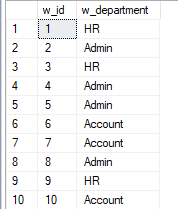 w_id w_department
1 1 HR
2 2 Admin
3 3 HR
4 4 Admin
5 5 Admin
6 6 Account
7 7 Account
8 8 Admin
9 9 HR
10 10 Account